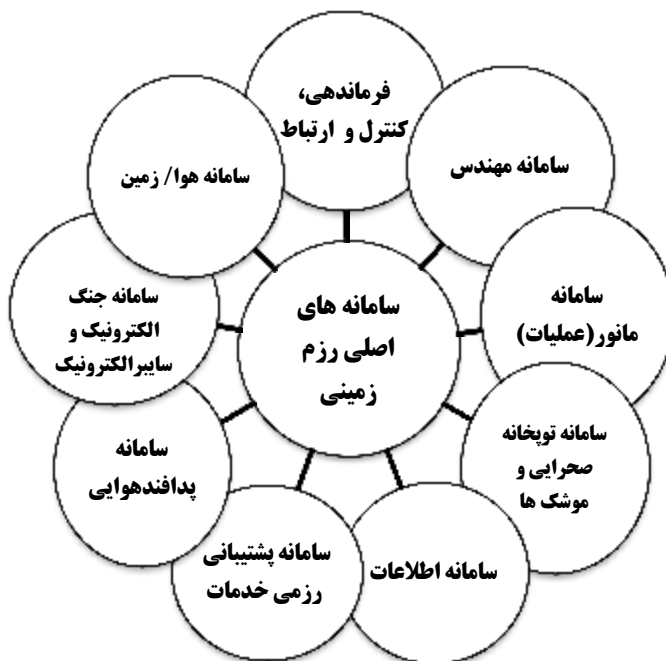 فرماندهی،
کنترل و ارتباط
سامانه مهندس
سامانه
مانور(عملیات)
سامانه توپخانه
صحرایی و
موشک ها
سامانه اطلاعات
سامانه پشتیبانی
رزمی خدمات
سامانه
پدافندهوایی
سامانه جنگ
الکترونیک و
سایبرالکترونیک
سامانه هوا/ زمین
سامانه های
اصلی رزم
زمینی